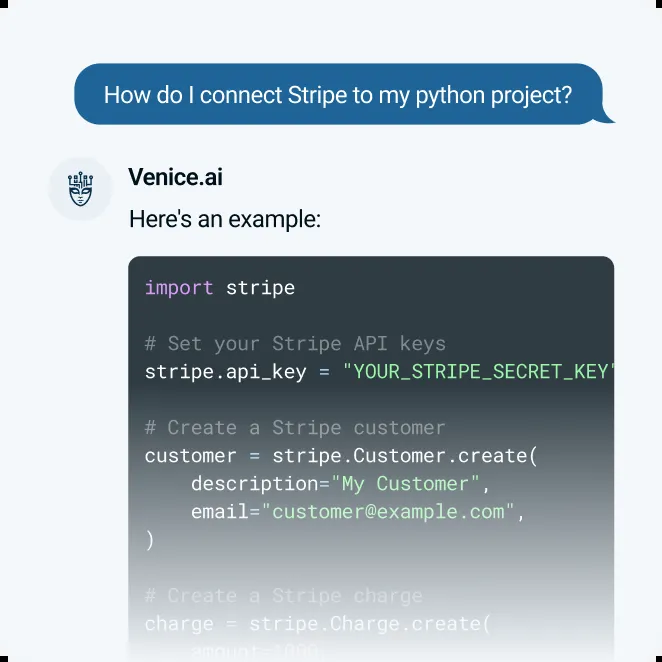 How do I connect Stripe to my python project?
Venice.ai
Here's an example:
import stripe
# Set your Stripe API keys
stripe.api_key = "YOUR_STRIPE_SECRET_KEY"
# Create a Stripe customer
customer = stripe.Customer.create(
    description="My Customer",
    email="customer@example.com",
)
# Create a Stripe charge
charge = stripe.Charge.create(
    amount=1000,